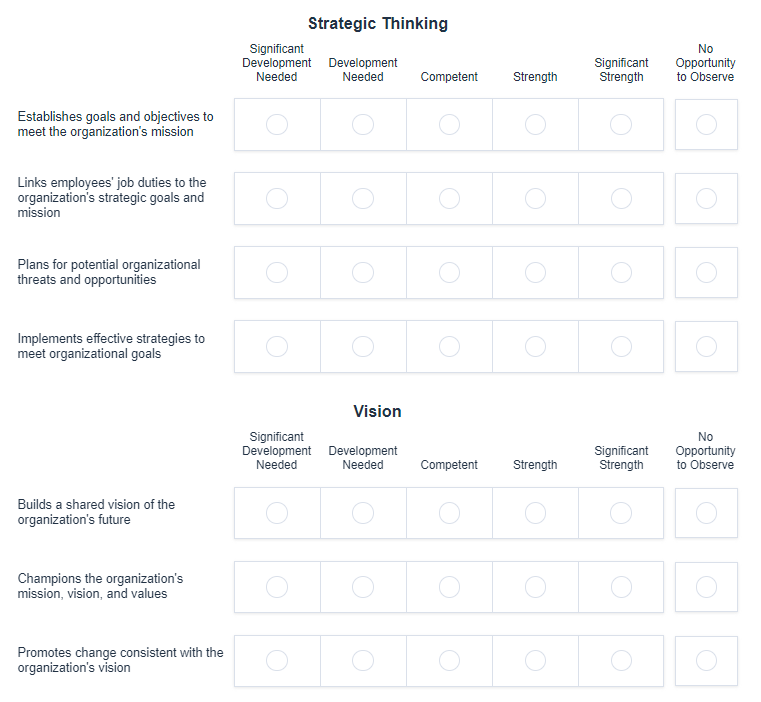 Strategic Thinking
Significant
Development
Needed
Development
Needed
Competent
Strength
Significant
Strength
No
Opportunity
to Observe
Establishes goals and objectives to
meet the organization's mission
Links employees' job duties to the
organization's strategic goals and
mission
Plans for potential organizational
threats and opportunities
Implements effective strategies to
meet organizational goals
Vision
Significant
Development
Needed
Development
Needed
Competent
Strength
Significant
Strength
No
Opportunity
to Observe
Builds a shared vision of the
organization's future
Champions the organization's
mission, vision, and values
Promotes change consistent with the
organization's vision